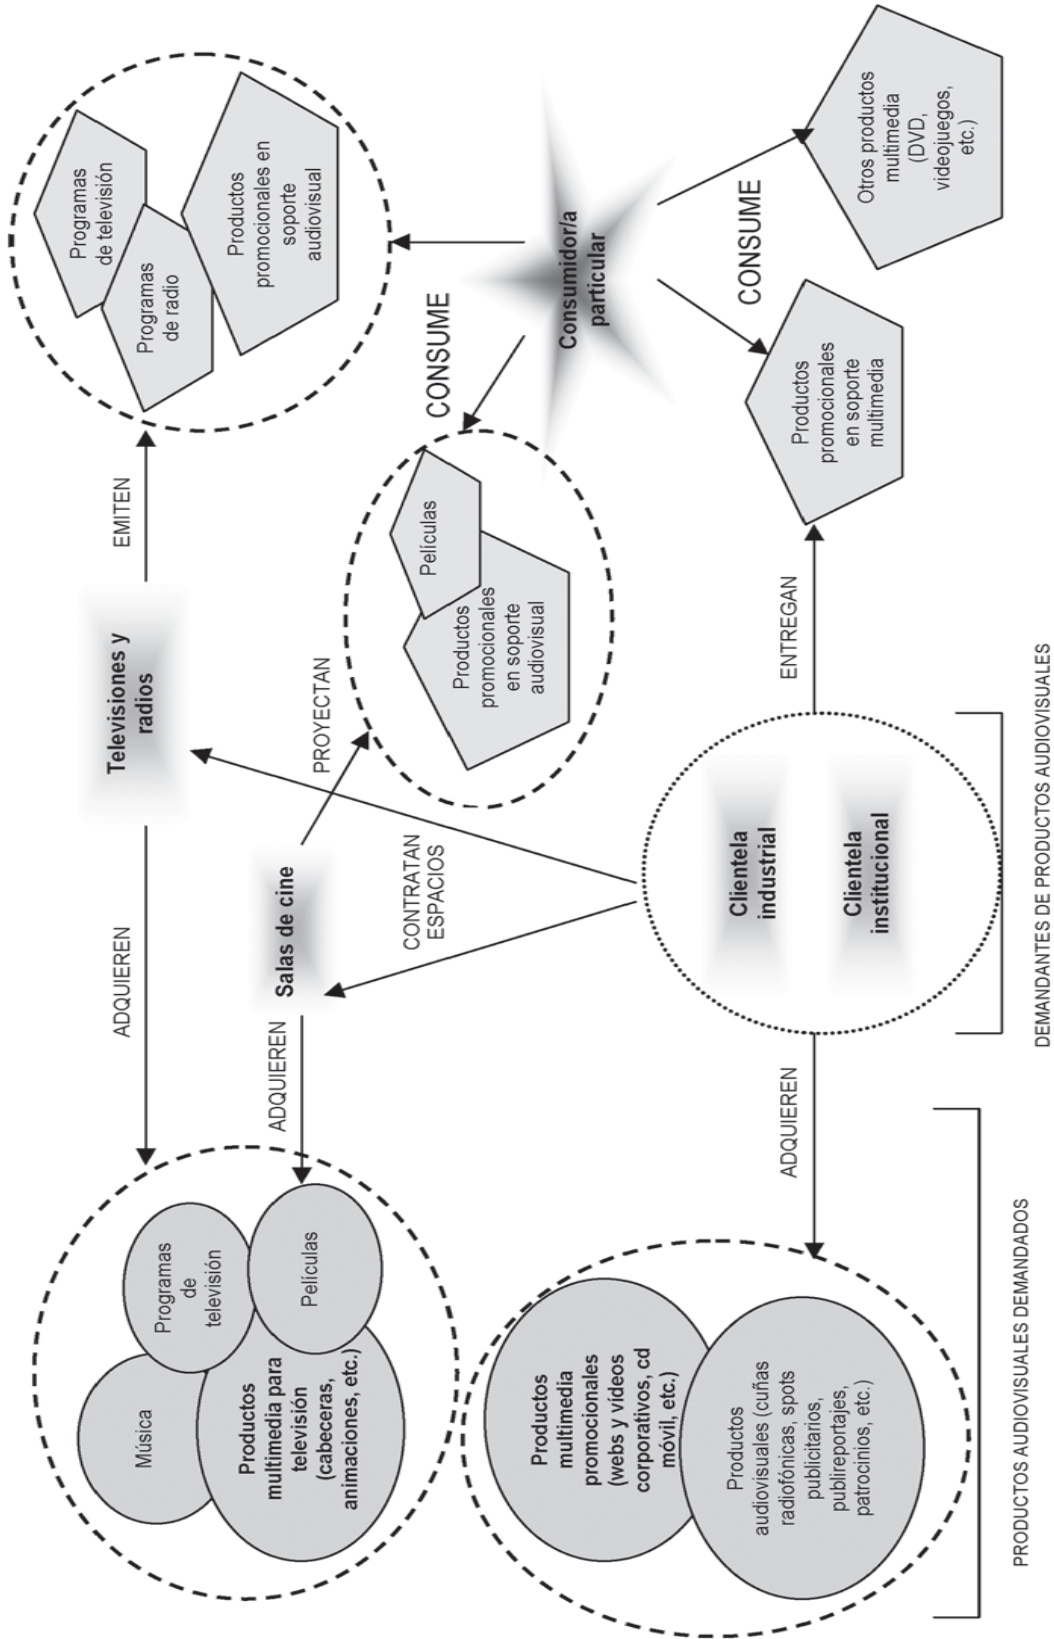 Música
Programas
de
televisión
Productos
multimedia para
televisión
(cabeceras,
animaciones, etc.)
Películas
ADQUIEREN
Televisiones y
radios
EMITEN
Programas
de televisión
Programas
de radio
Productos
promocionales en
soporte
audiovisual
ADQUIEREN
Salas de cine
PROYECTAN
CONTRATAN
ESPACIOS
Películas
Productos
promocionales
en soporte
audiovisual
CONSUME
Consumidor/a
particular
Productos
multimedia
promocionales
(webs y vídeos
corporativos, cd
móvil, etc.)
Productos
audiovisuales (cuñas
radiofónicas, spots
publicitarios,
publirreportajes,
patrocinios, etc.)
ADQUIEREN
Clientela
industrial
Clientela
institucional
ENTREGAN
Productos
promocionales
en soporte
multimedia
CONSUME
Otros productos
multimedia
(DVD,
videojuegos,
etc.)
PRODUCTOS AUDIOVISUALES DEMANDADOS
DEMANDANTES DE PRODUCTOS AUDIOVISUALES